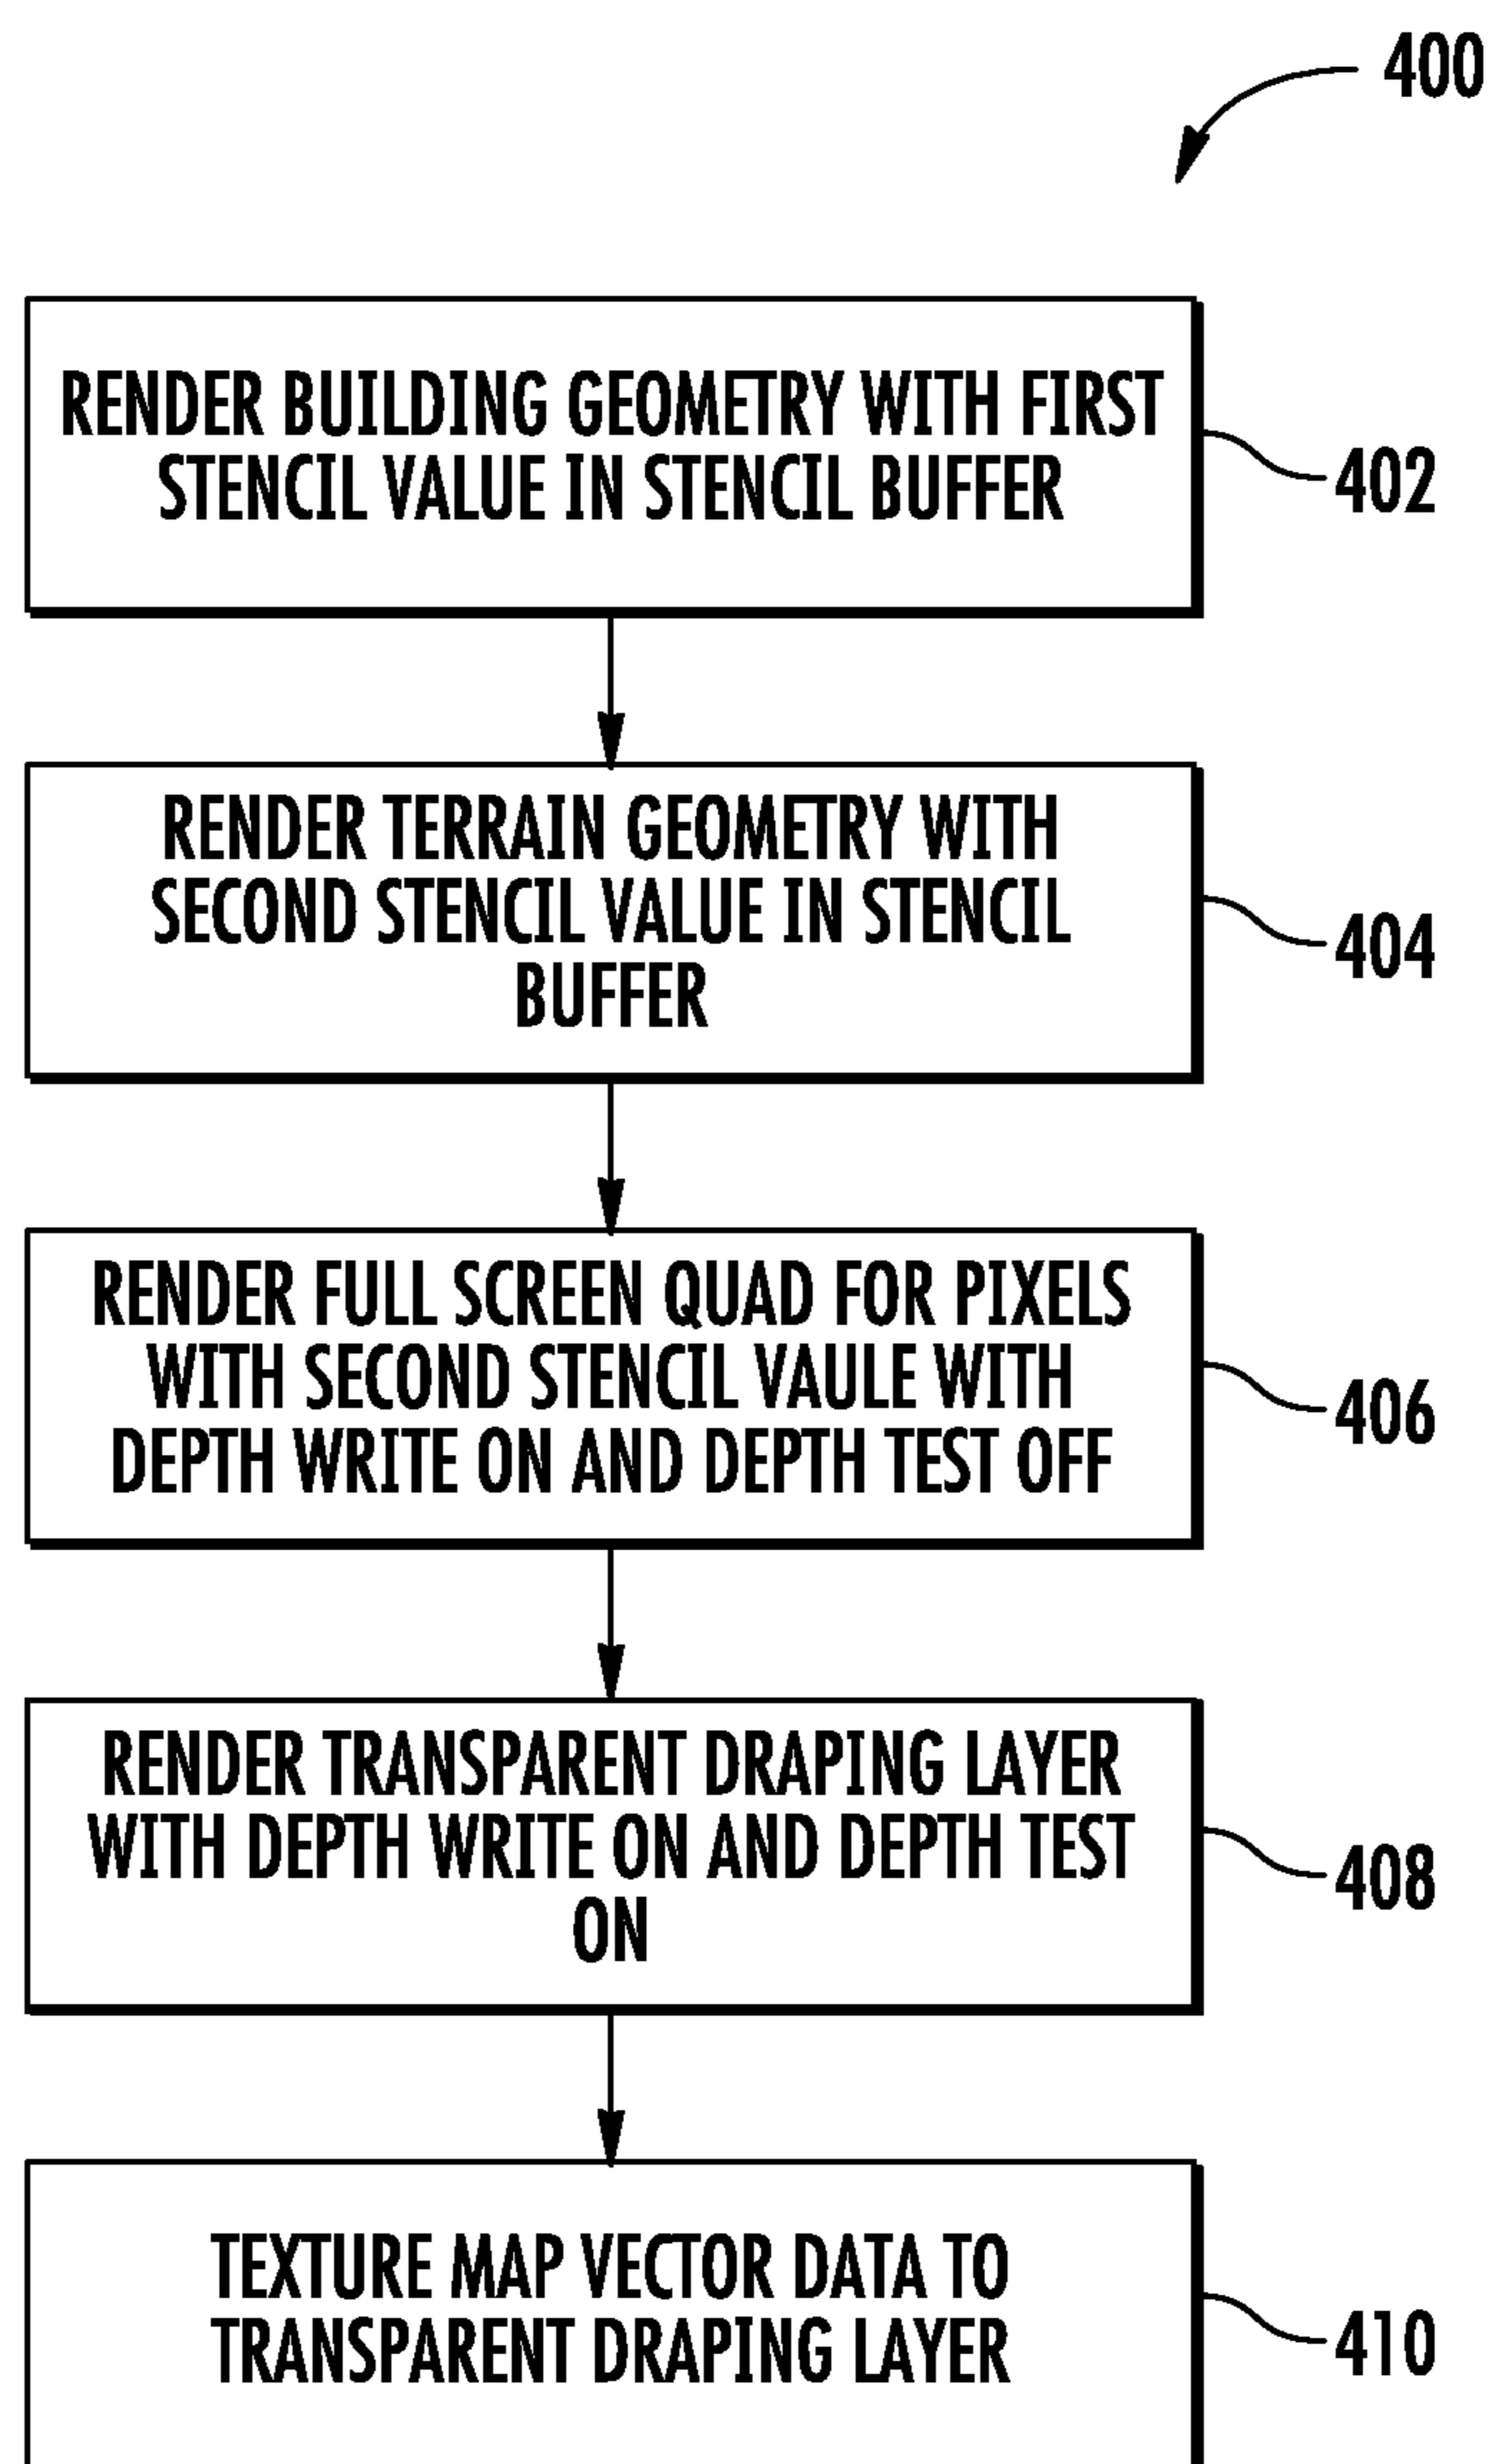 400
RENDER BUILDING GEOMETRY WITH FIRST
STENCIL VALUE IN STENCIL BUFFER
402
RENDER TERRAIN GEOMETRY WITH
SECOND STENCIL VALUE IN STENCIL
BUFFER
404
RENDER FULL SCREEN QUAD FOR PIXELS
WITH SECOND STENCIL VAULE WITH
DEPTH WRITE ON AND DEPTH TEST OFF
406
RENDER TRANSPARENT DRAPING LAYER
WITH DEPTH WRITE ON AND DEPTH TEST
ON
408
TEXTURE MAP VECTOR DATA TO
TRANSPARENT DRAPING LAYER
410